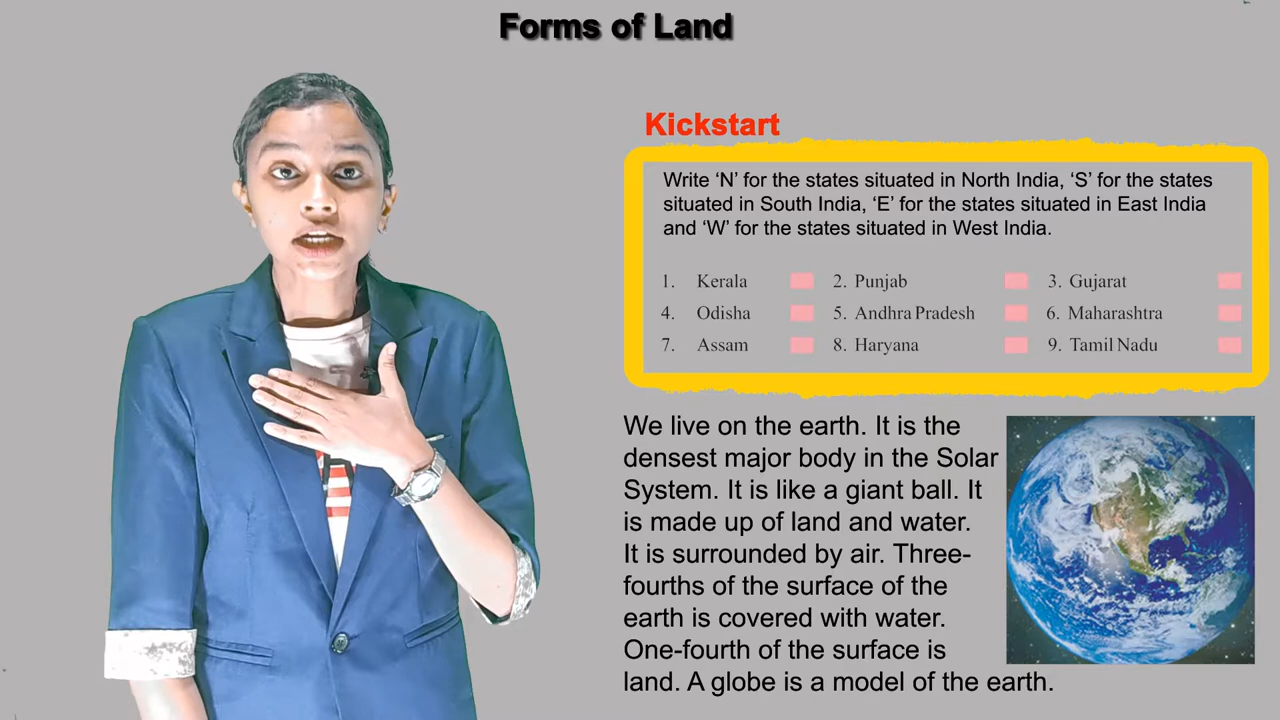 Forms of Land
Kickstart
Write ‘N’ for the states situated in North India, ‘S’ for the states
situated in South India, ‘E’ for the states situated in East India
and ‘W’ for the states situated in West India.
1. Kerala 2. Punjab 3. Gujarat
4. Odisha 5. Andhra Pradesh 6. Maharashtra
7. Assam 8. Haryana 9. Tamil Nadu
We live on the earth. It is the
densest major body in the Solar
System. It is like a giant ball. It
is made up of land and water.
It is surrounded by air. Three-
fourths of the surface of the
earth is covered with water.
One-fourth of the surface is
land. A globe is a model of the earth.